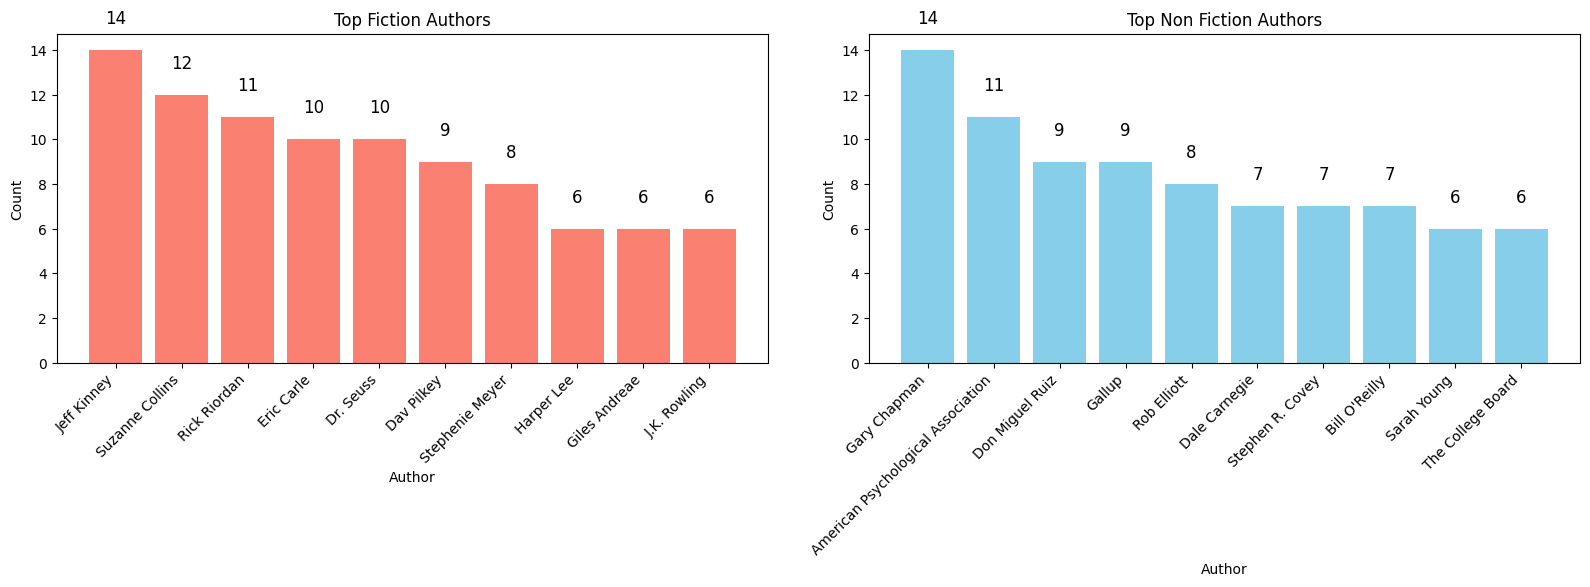 Top Fiction Authors
14
12
11
10
10
9
8
6
6
6
Count
14
12
10
8
6
4
2
0
Jeff Kinney
Suzanne Collins
Rick Riordan
Eric Carle
Dr. Seuss
Dav Pilkey
Stephenie Meyer
Harper Lee
Giles Andreae
J.K. Rowling
Author
Top Non Fiction Authors
14
11
9
9
8
7
7
7
6
6
Count
14
12
10
8
6
4
2
0
Gary Chapman
American Psychological Association
Don Miguel Ruiz
Gallup
Rob Elliott
Dale Carnegie
Stephen R. Covey
Bill O'Reilly
Sarah Young
The College Board
Author